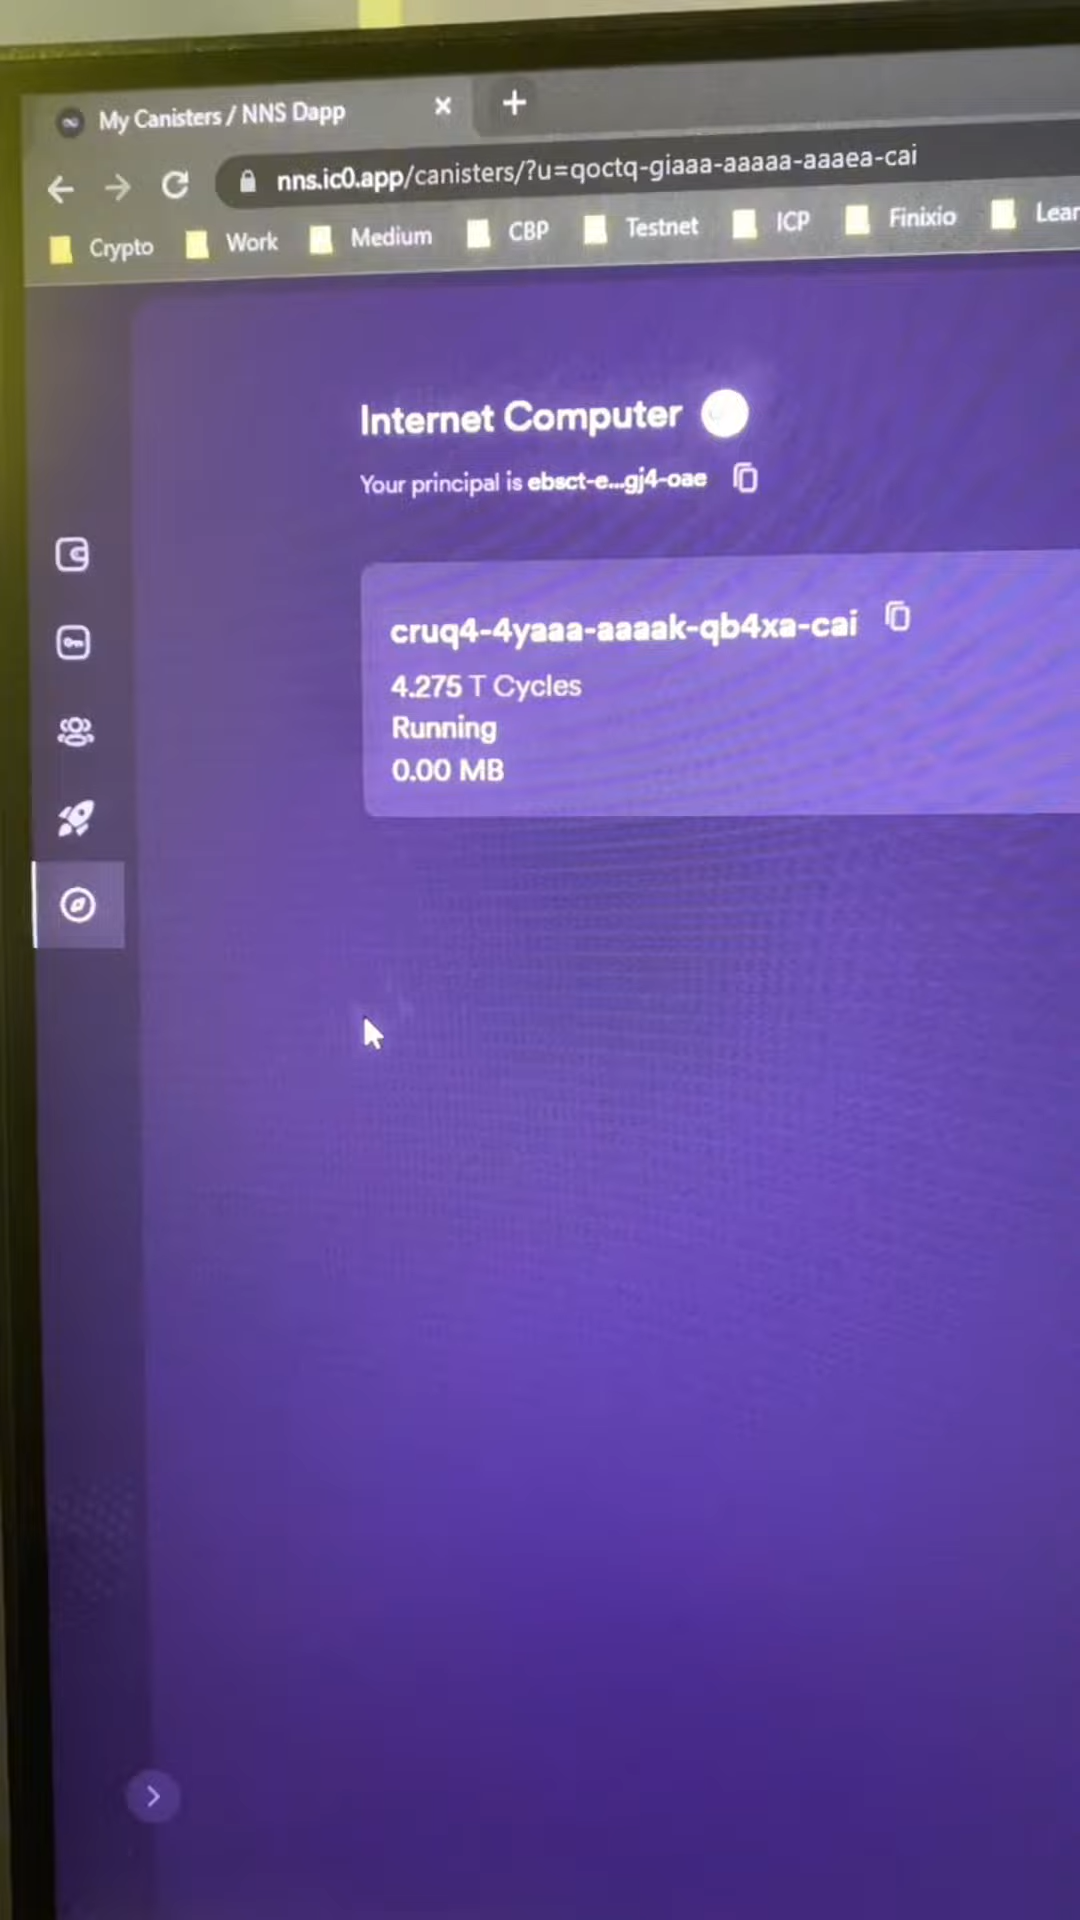 My Canisters / NNS Dapp
nns.ic0.app/canisters/?u=qoctq-giaaa-aaaaa-aaaea-cai
Crypto Work Medium CBP Testnet ICP Finixio Lear
Internet Computer
Your principal is ebsct-e...gj4-oae
cruq4-4yaaa-aaaak-qb4xa-cai
4.275 T Cycles
Running
0.00 MB